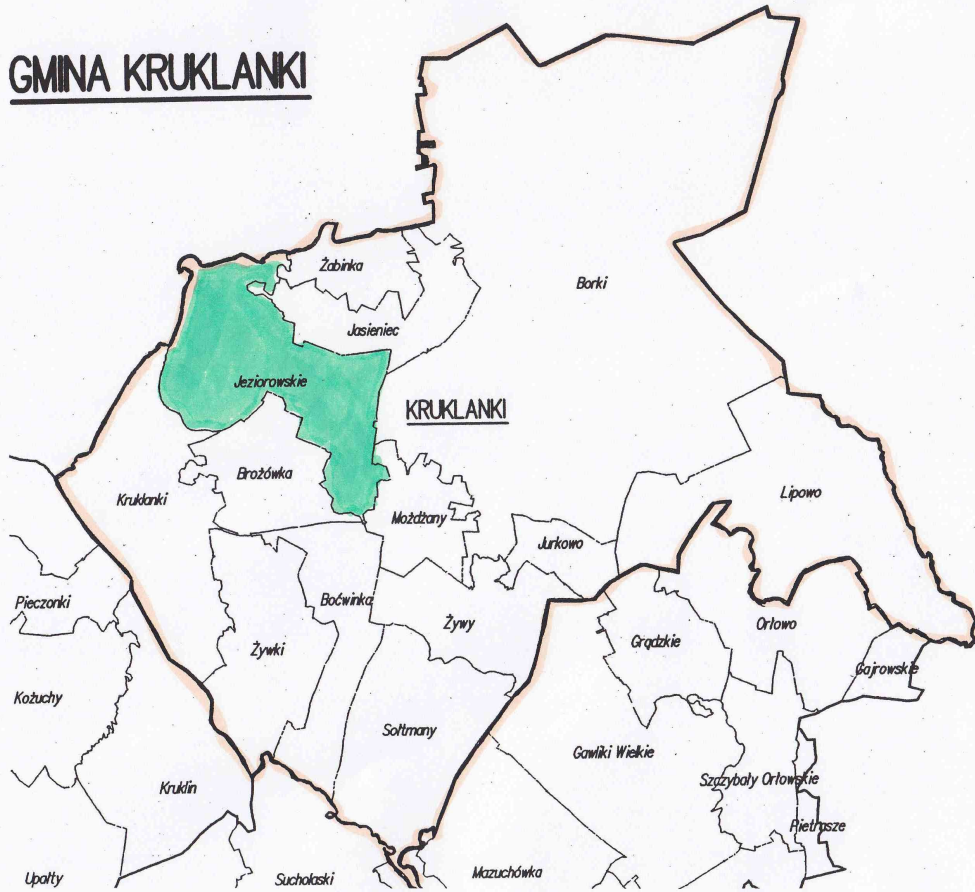 GMINA KRUKLANKI
Żabinka
Borki
Jasieniec
Jeziorowskie
KRUKLANKI
Brożówka
Kruklanki
Lipowo
Możdżany
Jurkowo
Pieczonki
Boćwinka
Żywy
Orłowo
Żywki
Grądzkie
Gajrowskie
Kożuchy
Sołtmany
Gawliki Wielkie
Szczybały Orłowskie
Kruklin
Pietrasze
Upałty
Sucholaski
Mazuchówka